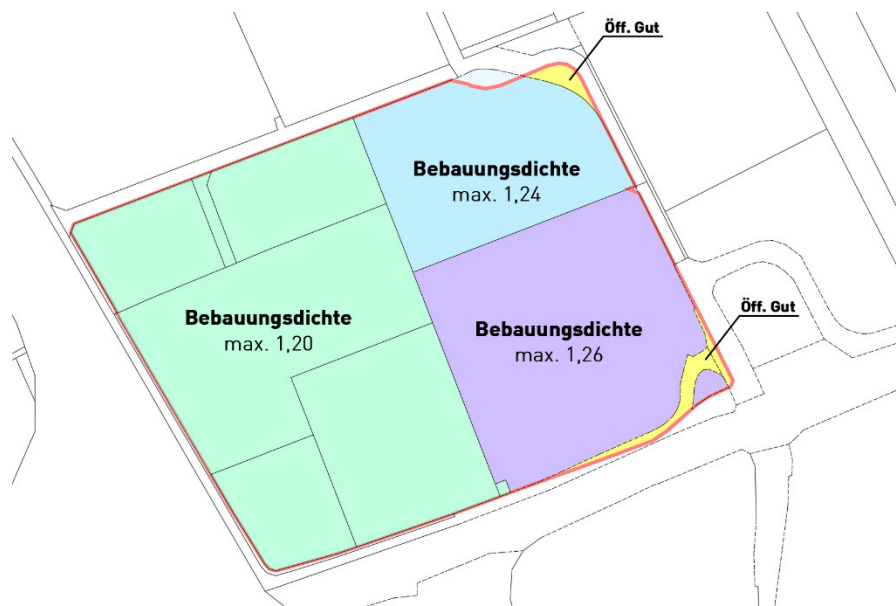 Öff. Gut
Bebauungsdichte
max. 1,24
Bebauungsdichte
max. 1,20
Bebauungsdichte
max. 1,26
Öff. Gut